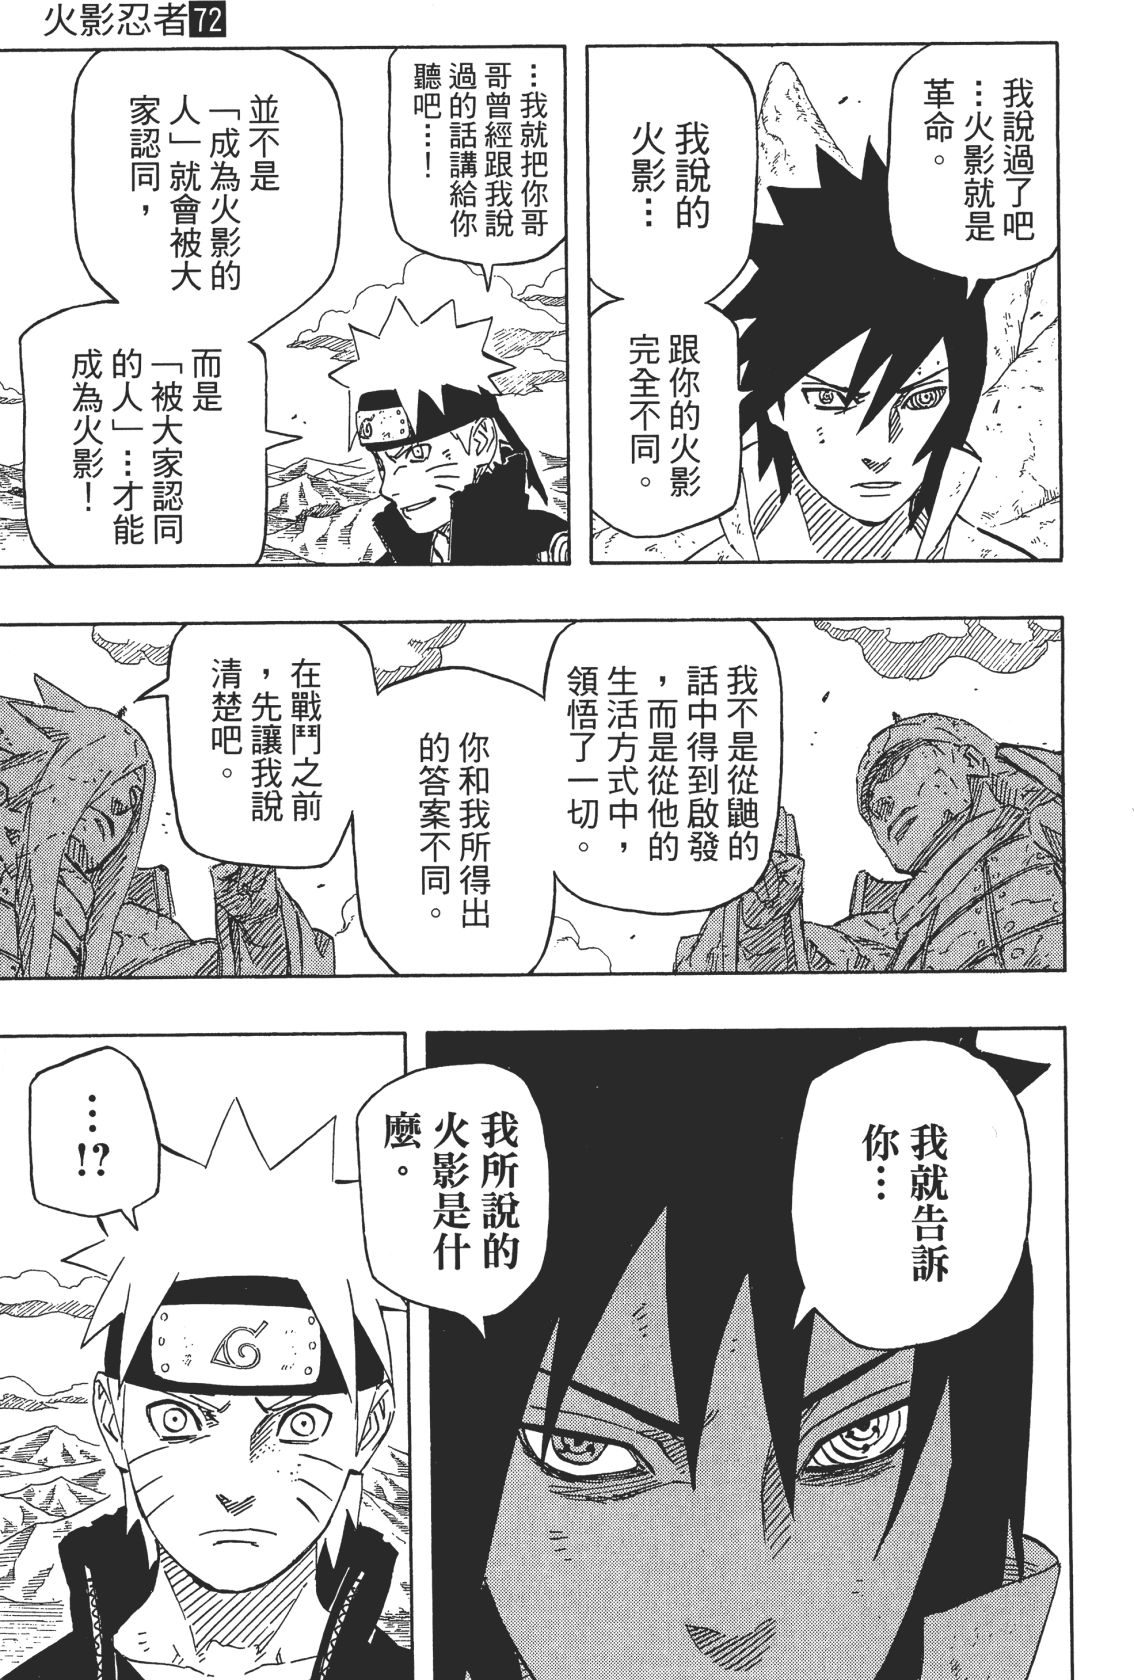 火影忍者72
我說過了吧
…火影就是
革命。
我說的
火影…
跟你的火影
完全不同。
…我就把你哥
哥曾經跟我說
過的話講給你
聽吧…！
並不是
「成為火影的
人」就會被大
家認同，
而是
「被大家認同
的人」…才能
成為火影！
我不是從鼬的
話中得到啟發
，而是從他的
生活方式中，
領悟了一切。
你和我所得出
的答案不同。
在戰鬥之前
，先讓我說
清楚吧。
我就告訴
你…
我所說的
火影是什
麼。
…!?